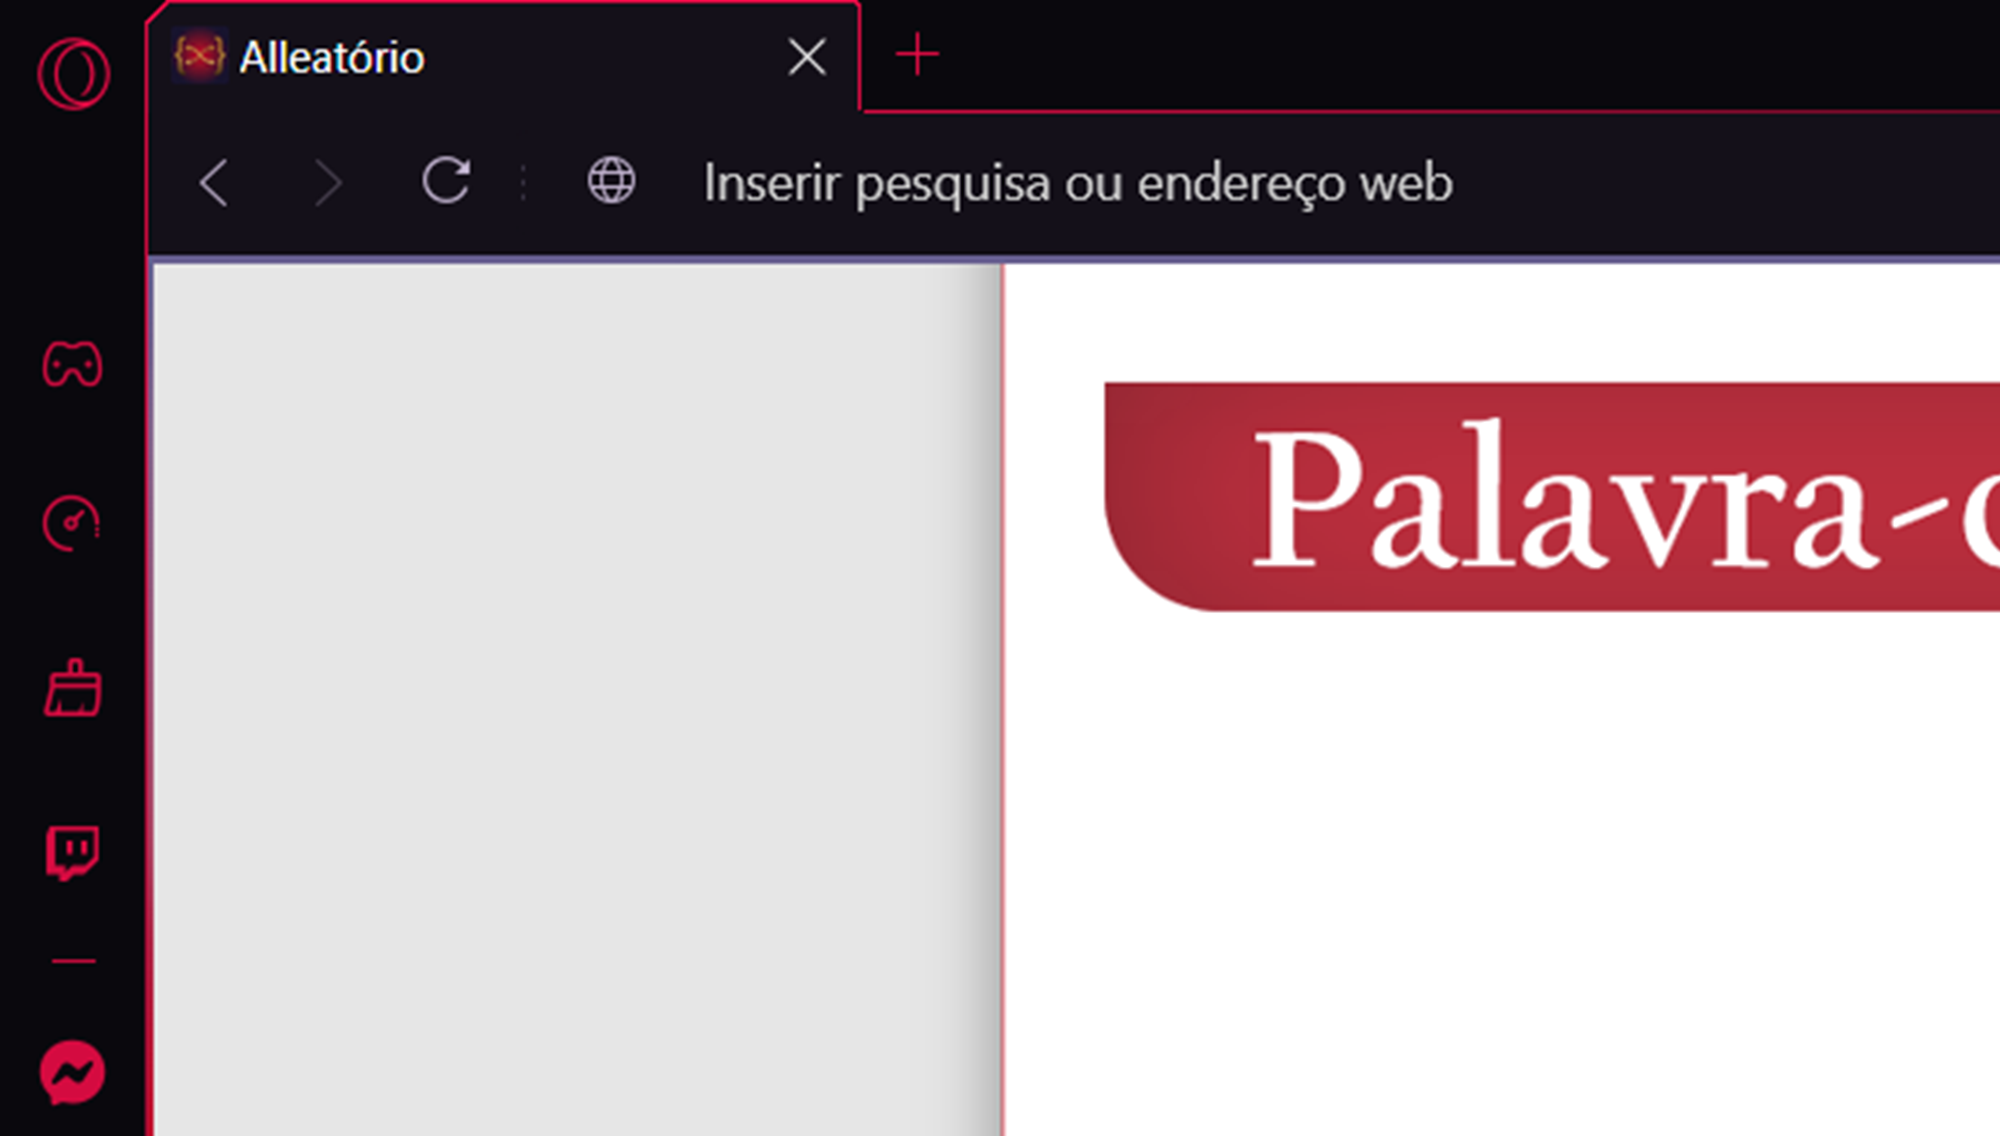 Alleatório
Inserir pesquisa ou endereço web
Palavra-